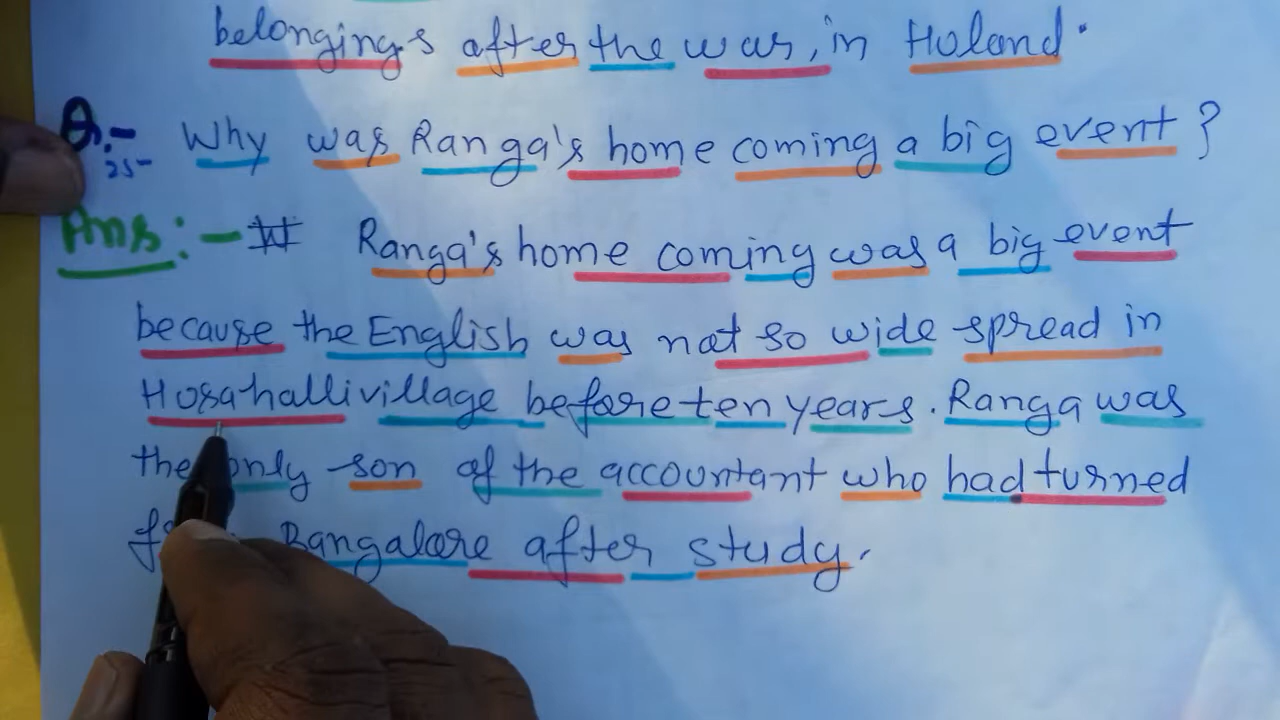 belongings after the war, in Holond.
Q:- 25 Why was Ranga's home coming a big event ?
Ans:- Ranga's home coming was a big event
because the English was not so wide spread in
Hosahalli village before ten years. Ranga was
the only son of the accountant who had turned
Bangalore after study.